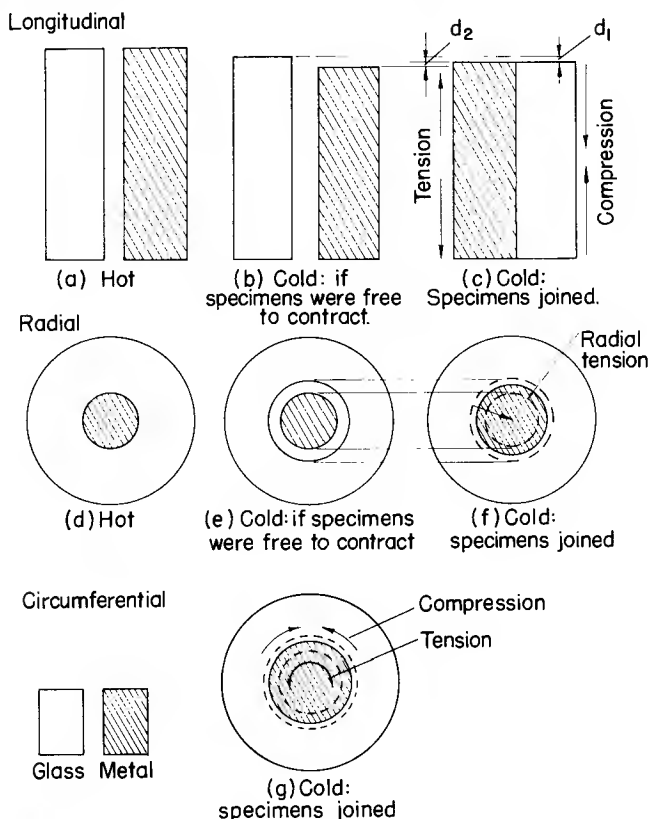 Longitudinal
d2
d1
Tension
Compression
(a) Hot
(b) Cold: if
specimens were free
to contract.
(c) Cold:
Specimens joined.
Radial
Radial
tension
(d) Hot
(e) Cold: if specimens
were free to contract
(f) Cold:
specimens joined
Circumferential
Compression
Tension
Glass Metal
(g) Cold:
specimens joined